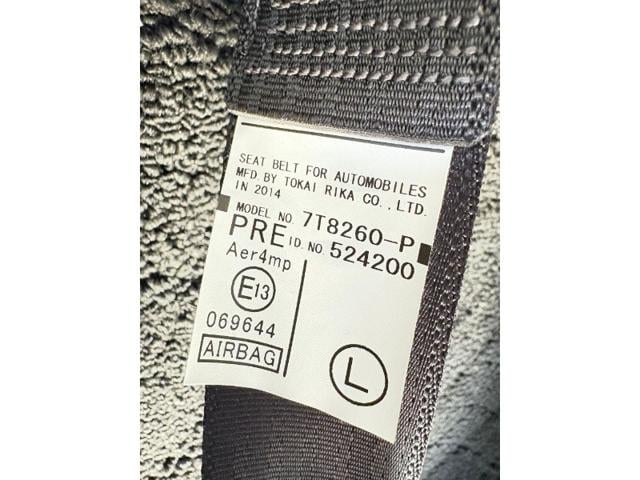 SEAT BELT FOR AUTOMOBILES
MFD. BY TOKAI RIKA CO., LTD.
IN 2014
MODEL NO. 7T8260-P
PRE ID. NO. 524200
Aer4mp
E13
069644
AIRBAG
L